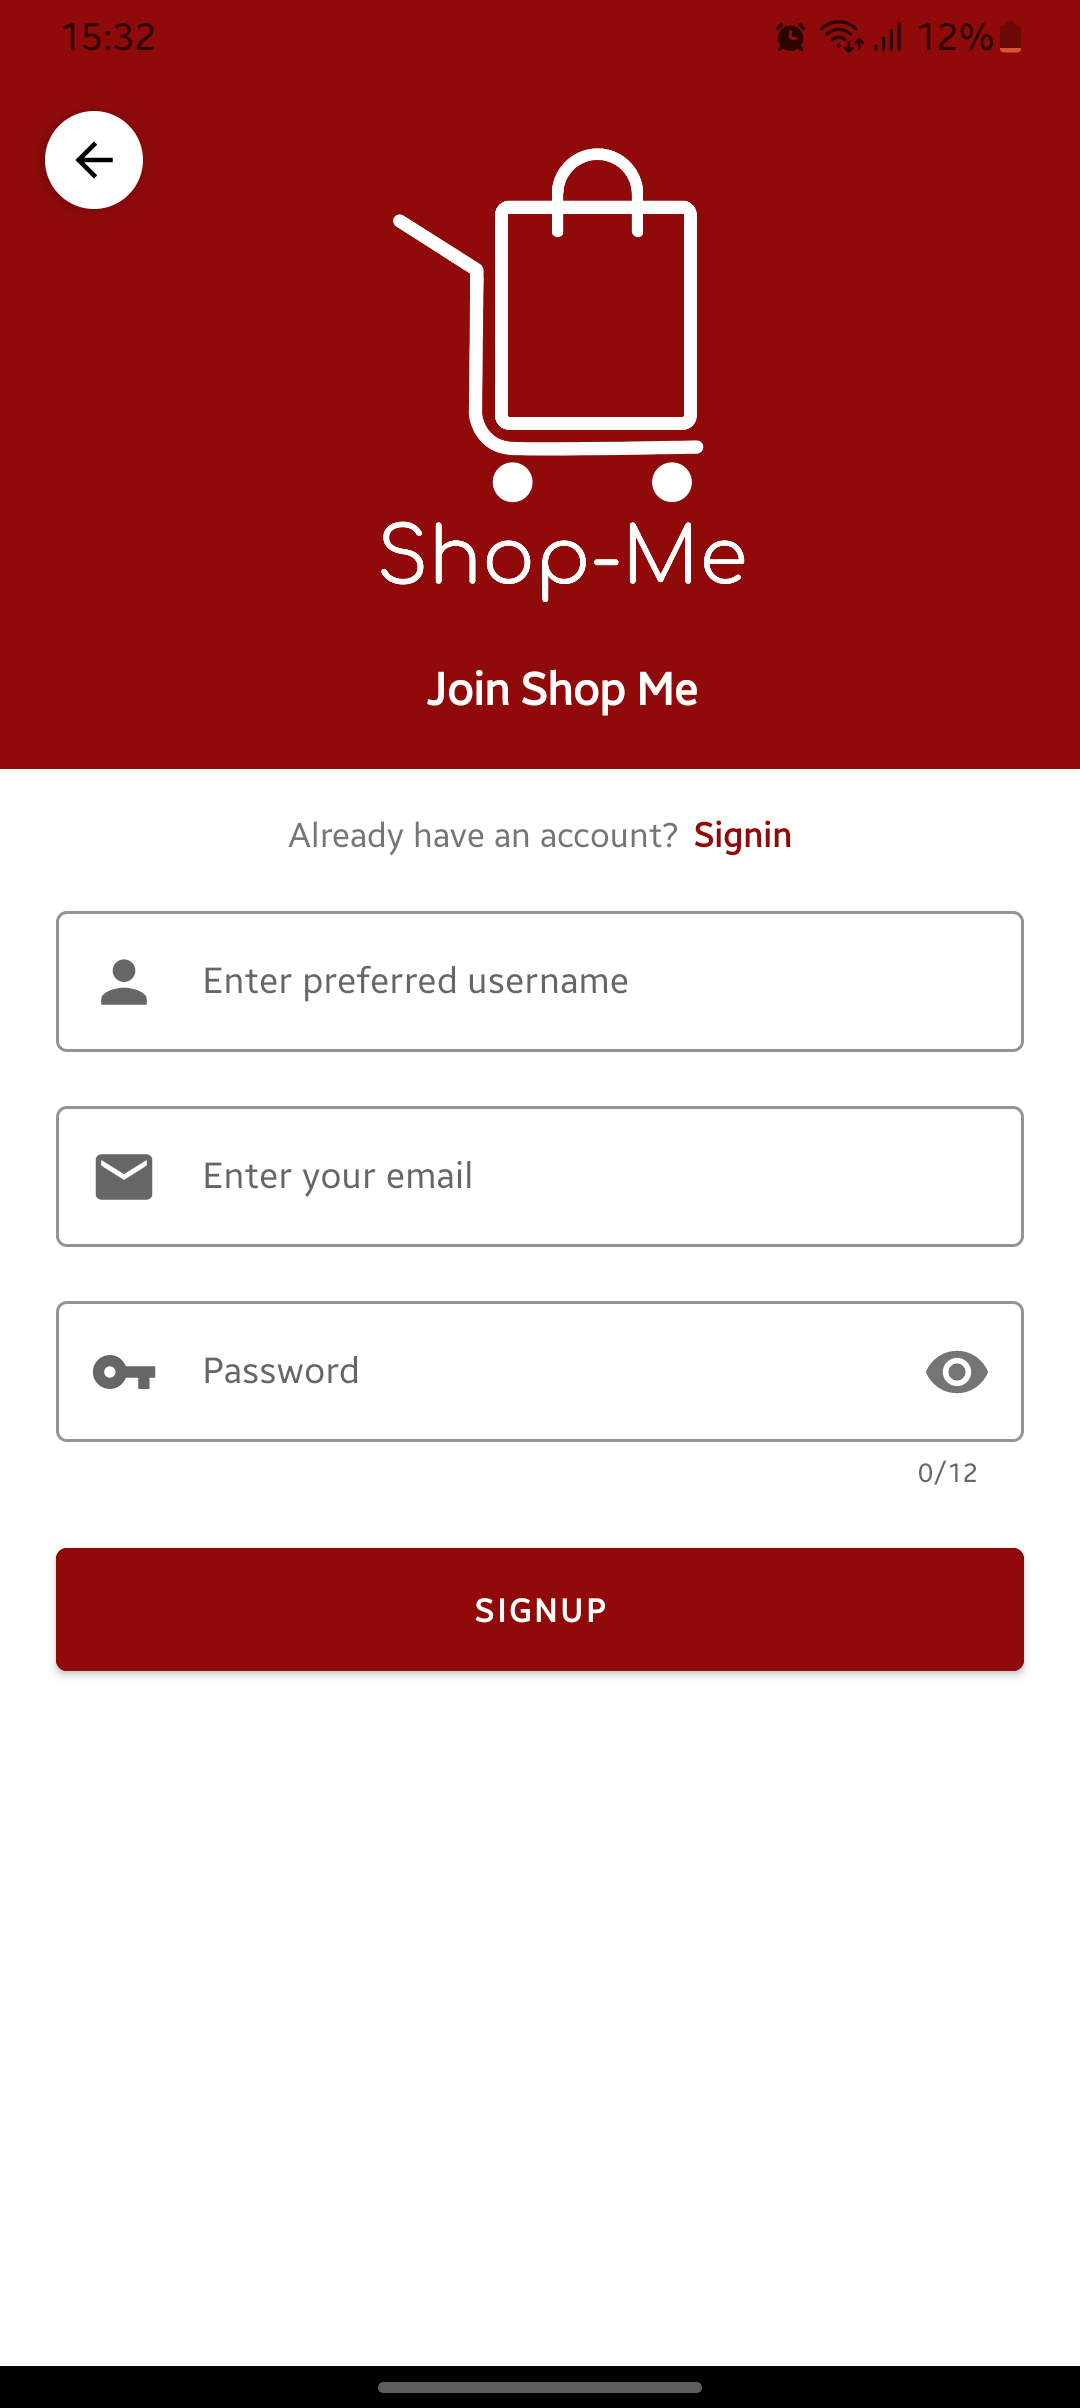 15:32 12%
Shop-Me
Join Shop Me
Already have an account? Signin
Enter preferred username
Enter your email
Password
0/12
SIGNUP